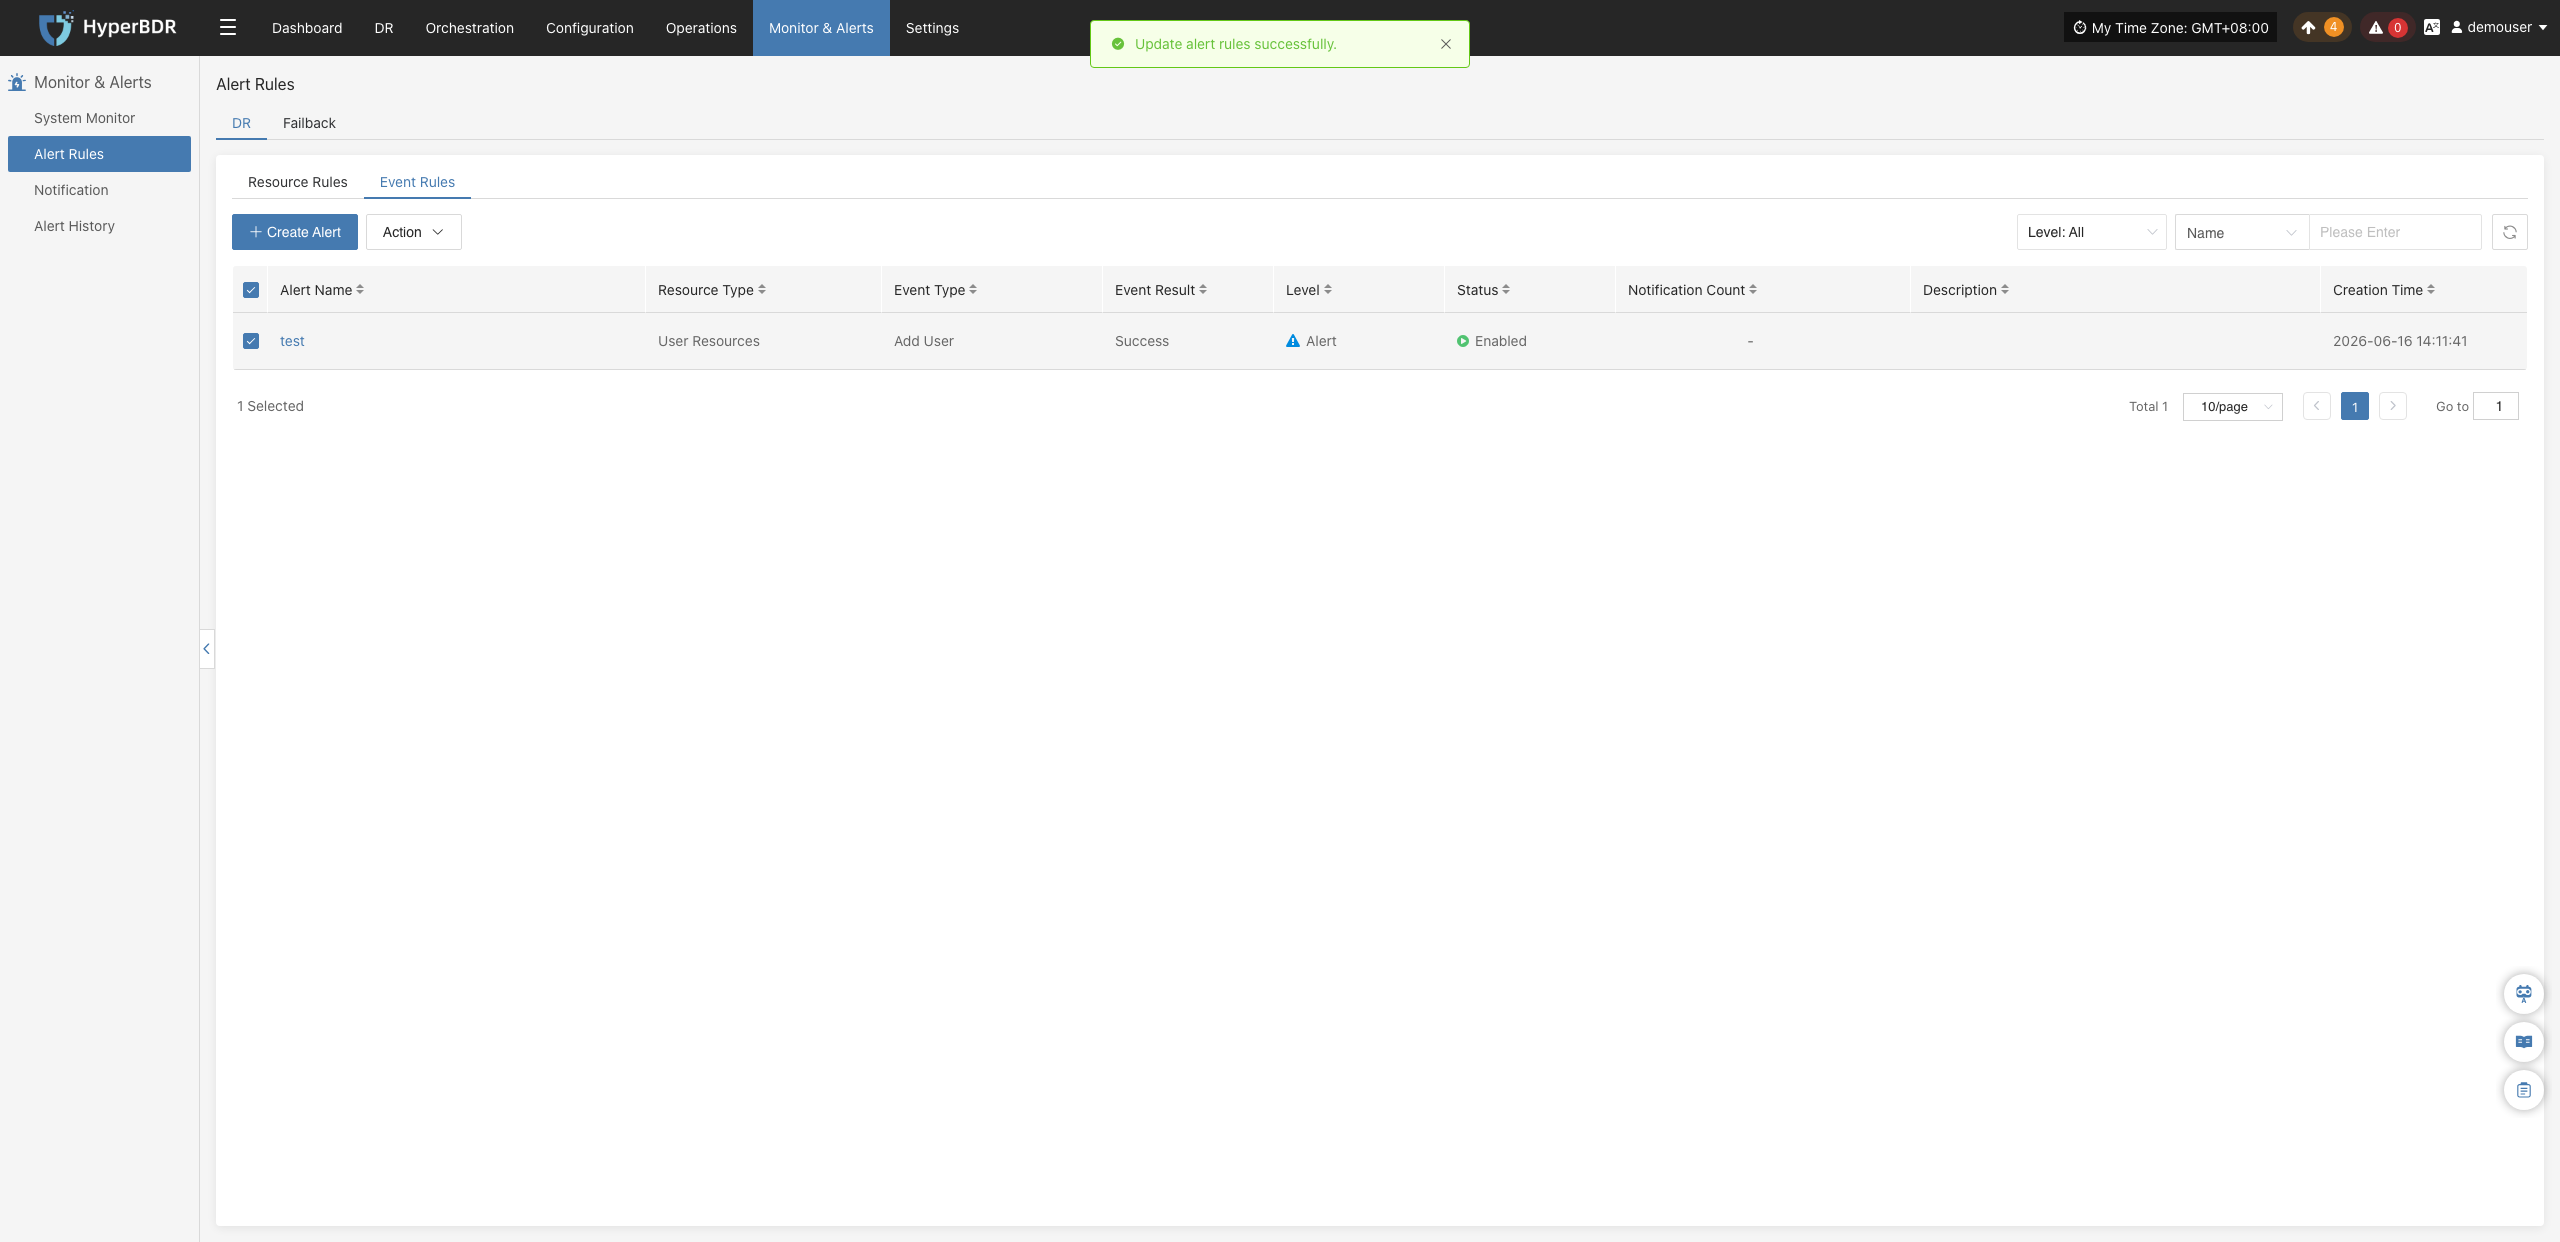 HyperBDR
Dashboard DR Orchestration Configuration Operations Monitor & Alerts Settings
Update alert rules successfully.
My Time Zone: GMT+08:00 4 0 demouser
Monitor & Alerts
System Monitor
Alert Rules
Notification
Alert History
Alert Rules
DR Failback
Resource Rules Event Rules
Create Alert Action Level: All Name Please Enter
Alert Name Resource Type Event Type Event Result Level Status Notification Count Description Creation Time
test User Resources Add User Success Alert Enabled - 2026-06-16 14:11:41
1 Selected Total 1 10/page 1 Go to 1